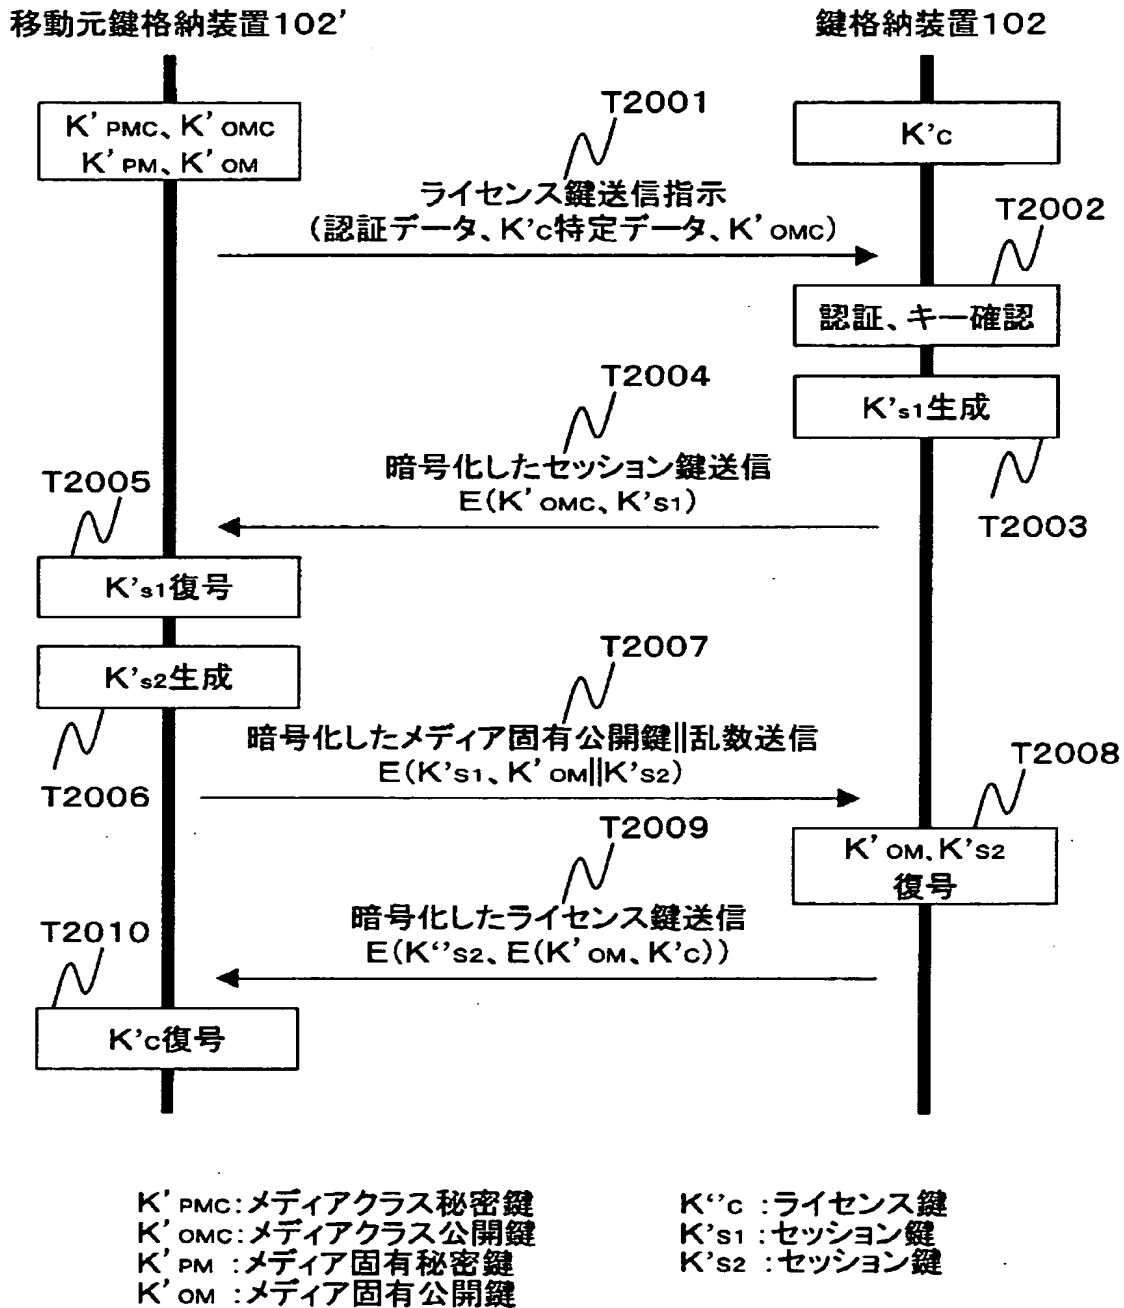 移動元鍵格納装置102'
鍵格納装置102
K'PMC、K'OMC
K'PM、K'OM
T2001
K'C
ライセンス鍵送信指示
(認証データ、K'C特定データ、K'OMC)
T2002
認証、キー確認
T2004
K's1生成
暗号化したセッション鍵送信
E(K'OMC、K'S1)
T2005
T2003
K's1復号
K's2生成
T2007
暗号化したメディア固有公開鍵||乱数送信
E(K'S1、K'OM||K'S2)
T2006
T2008
T2009
K'OM、K'S2
復号
暗号化したライセンス鍵送信
E(K‘’S2、E(K'OM、K'C))
T2010
K'C復号
K'PMC:メディアクラス秘密鍵
K'OMC:メディアクラス公開鍵
K'PM :メディア固有秘密鍵
K'OM :メディア固有公開鍵
K‘’C :ライセンス鍵
K'S1 :セッション鍵
K'S2 :セッション鍵